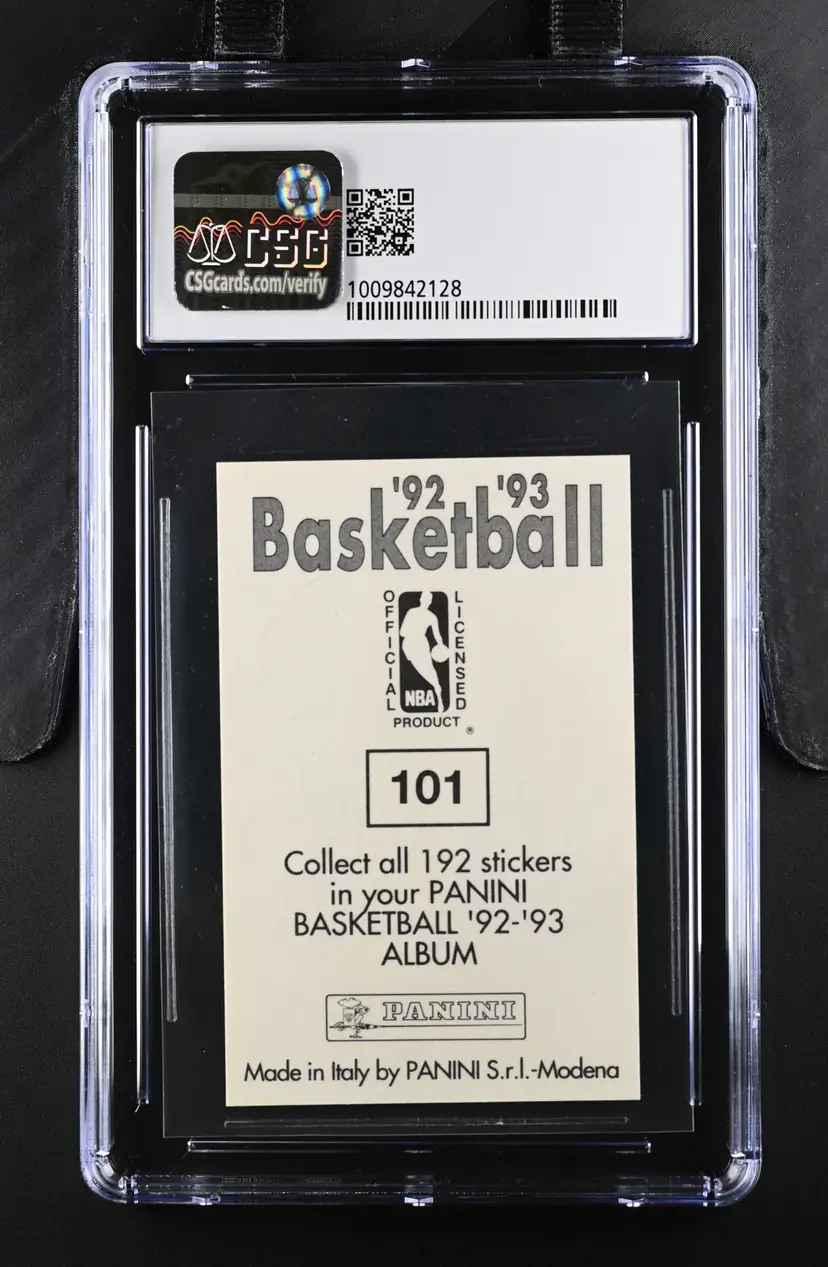 CSG
CSGcards.com/verify
1009842128
'92 '93
Basketball
OFFICIAL
LICENSED
NBA
PRODUCT ®
101
Collect all 192 stickers
in your PANINI
BASKETBALL '92-'93
ALBUM
PANINI
Made in Italy by PANINI S.r.l.-Modena